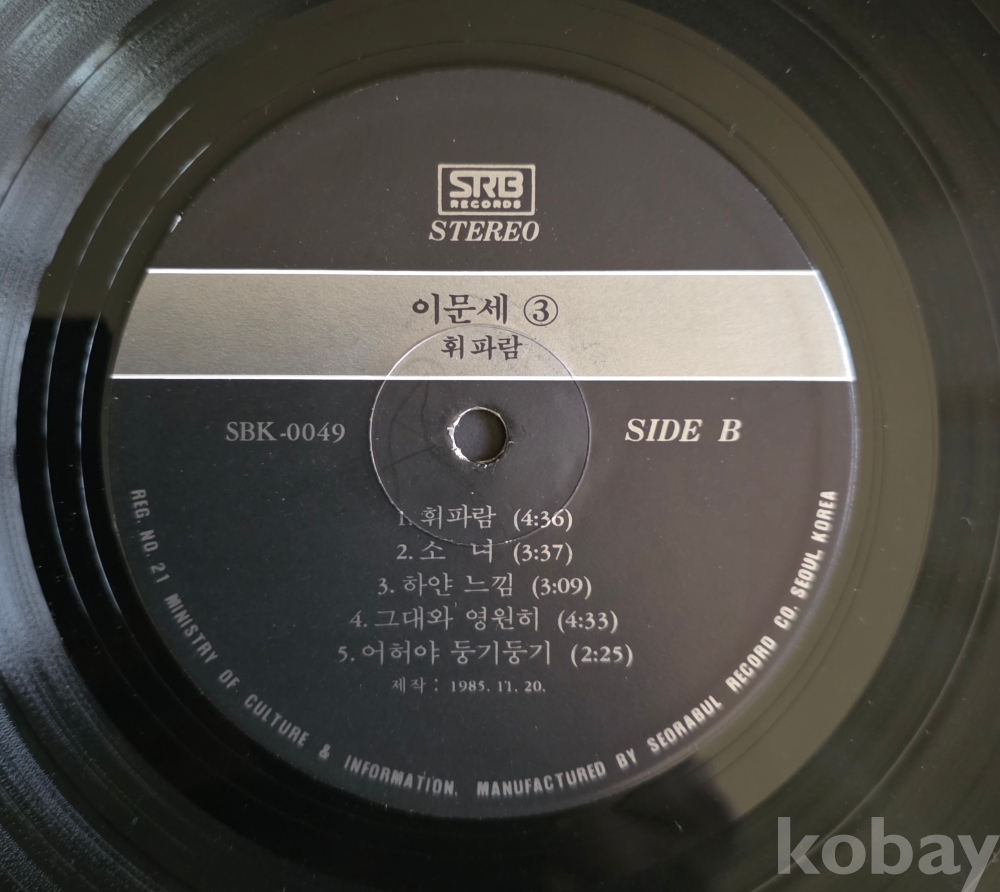 SRB
RECORDS
STEREO
이문세 ③
휘파람
SBK-0049
SIDE B
1. 휘파람 (4:36)
2. 소 녀 (3:37)
3. 하얀 느낌 (3:09)
4. 그대와 영원히 (4:33)
5. 어허야 둥기둥기 (2:25)
제작 : 1985. 11. 20.
REG. NO. 21 MINISTRY OF CULTURE & INFORMATION. MANUFACTURED BY SEORABUL RECORD CO. SEOUL KOREA
kobay